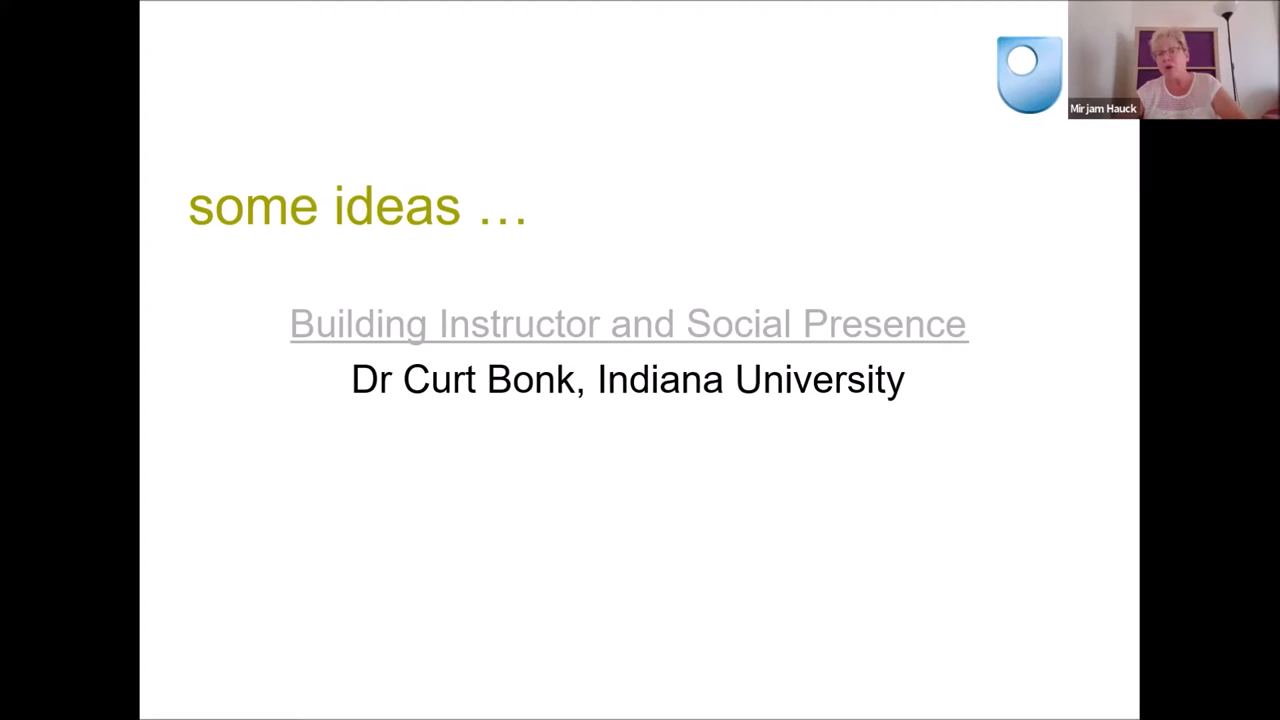 Mirjam Hauck
some ideas …
Building Instructor and Social Presence
Dr Curt Bonk, Indiana University